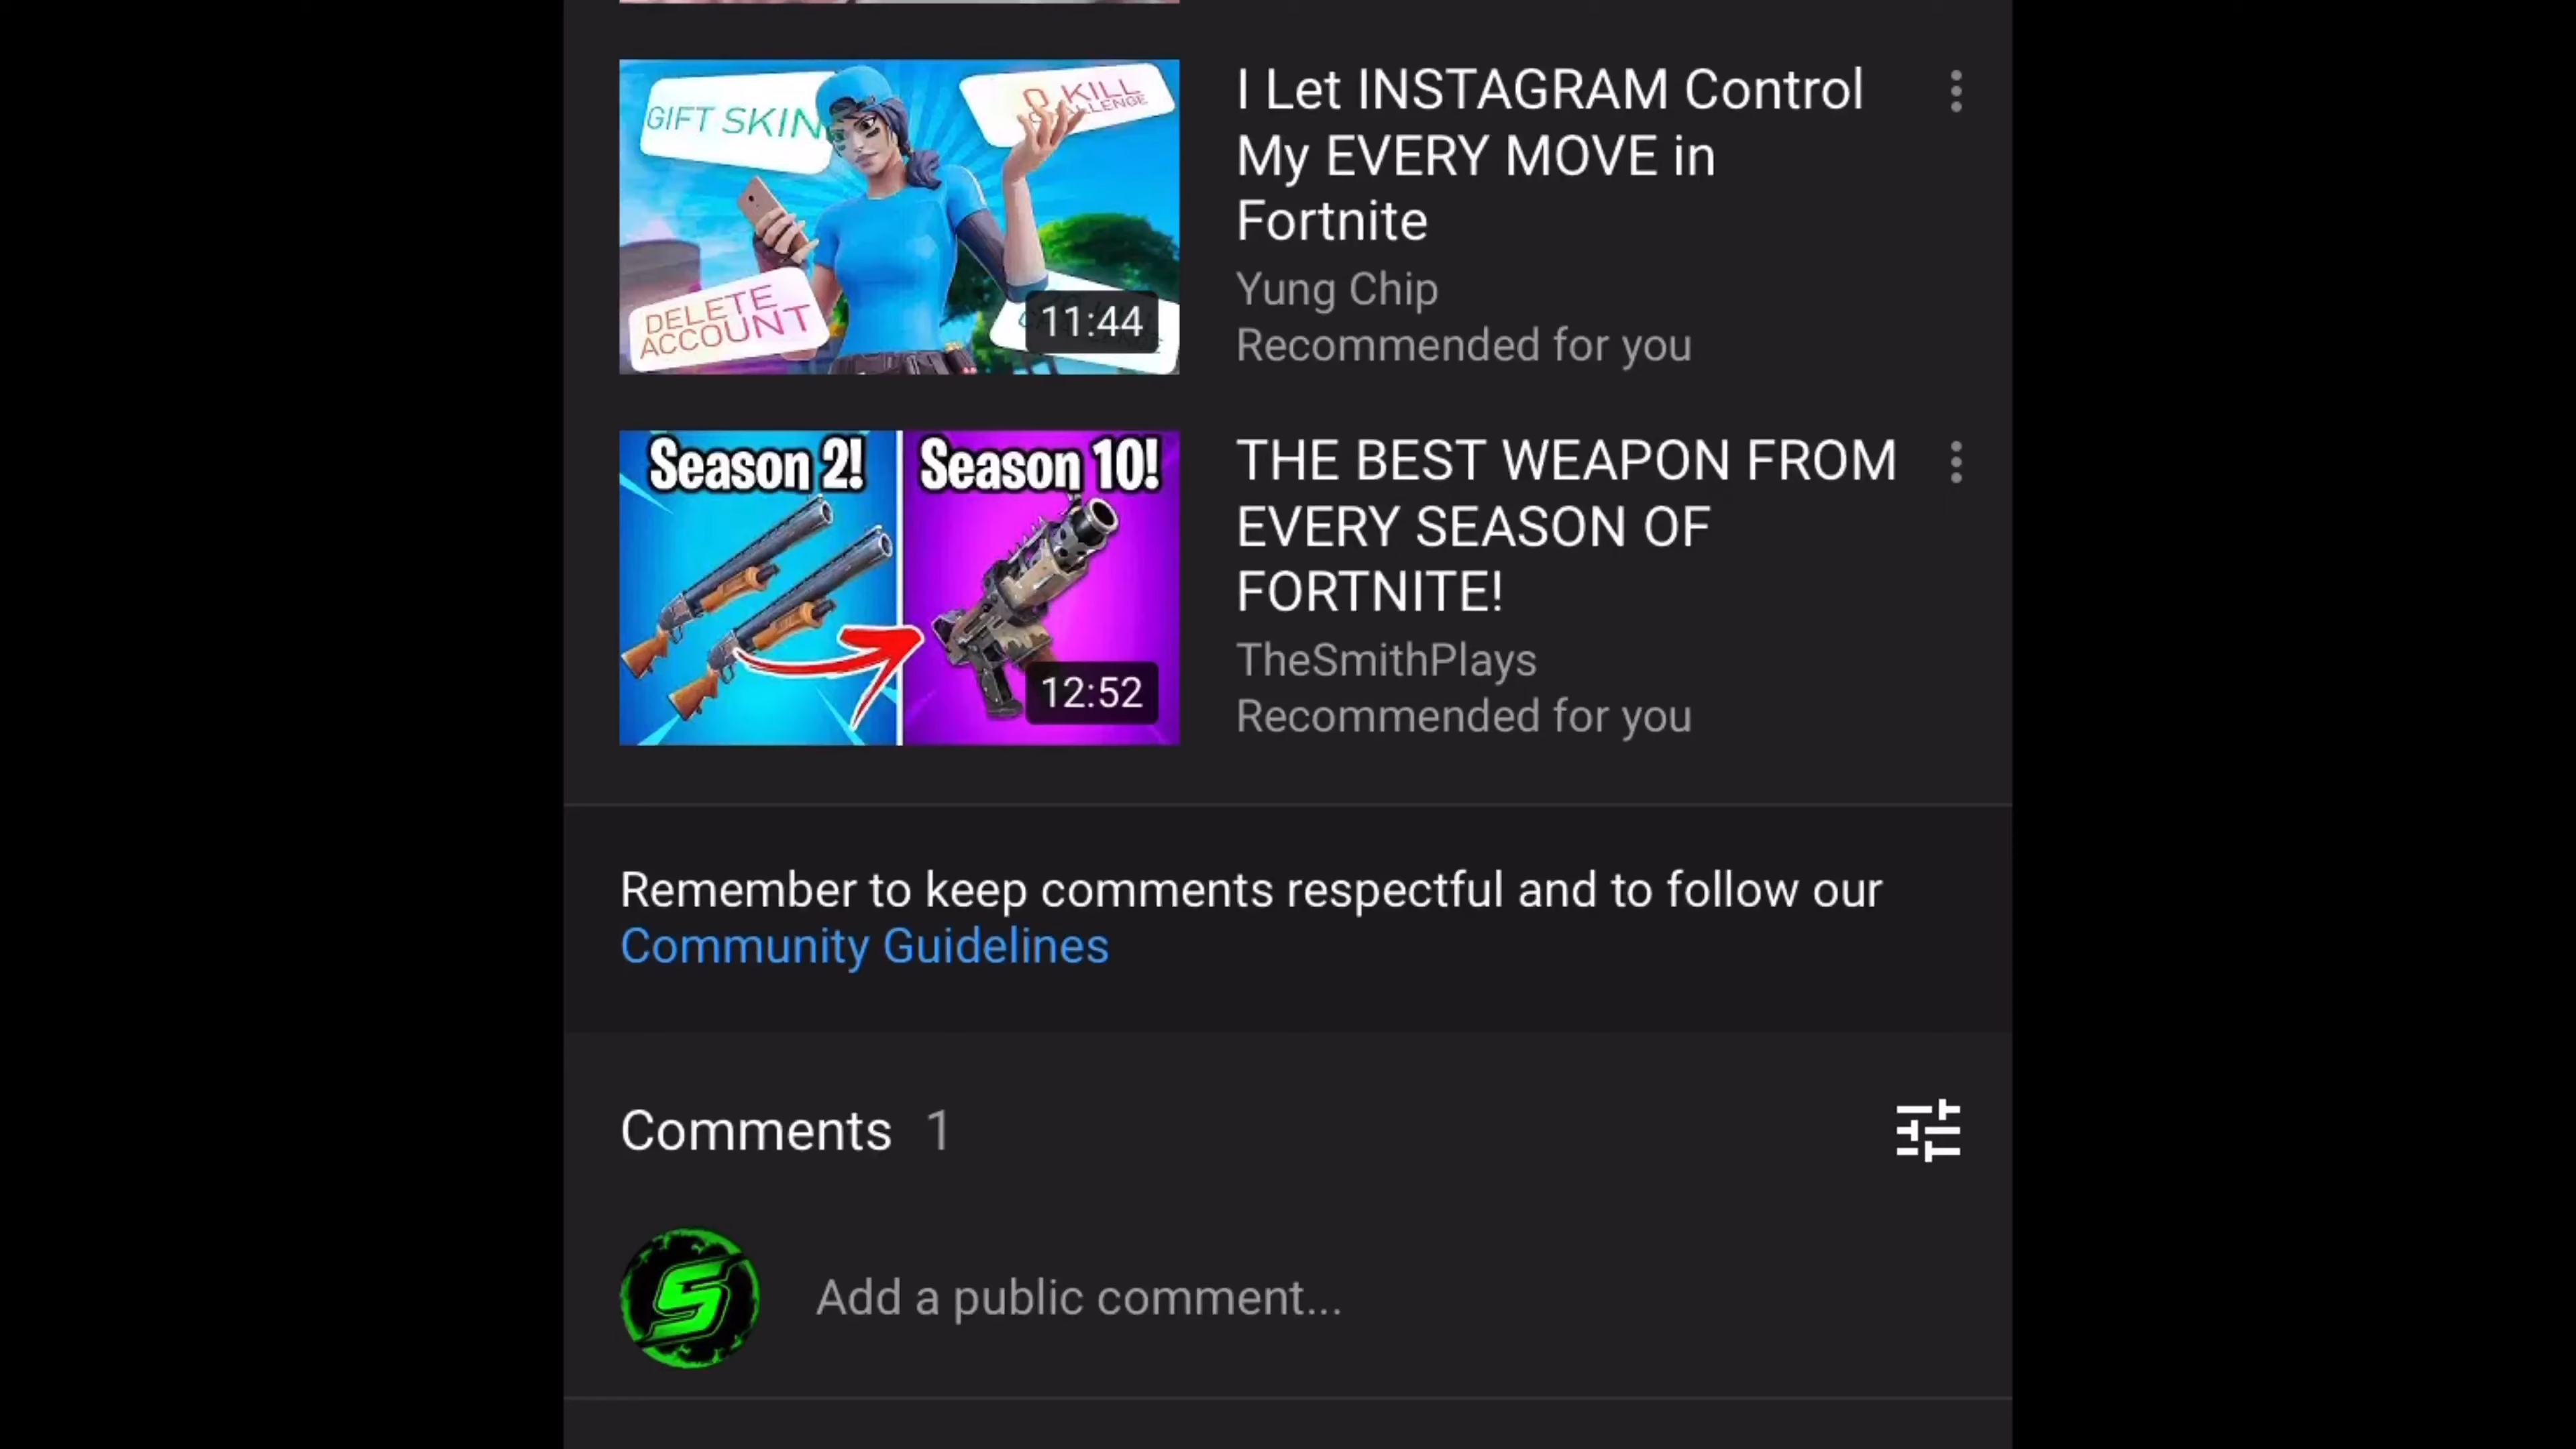 GIFT SKIN
KILL
DELETE
ACCOUNT
11:44
I Let INSTAGRAM Control
My EVERY MOVE in
Fortnite
Yung Chip
Recommended for you
Season 2!
Season 10!
12:52
THE BEST WEAPON FROM
EVERY SEASON OF
FORTNITE!
TheSmithPlays
Recommended for you
Remember to keep comments respectful and to follow our
Community Guidelines
Comments 1
S
Add a public comment...